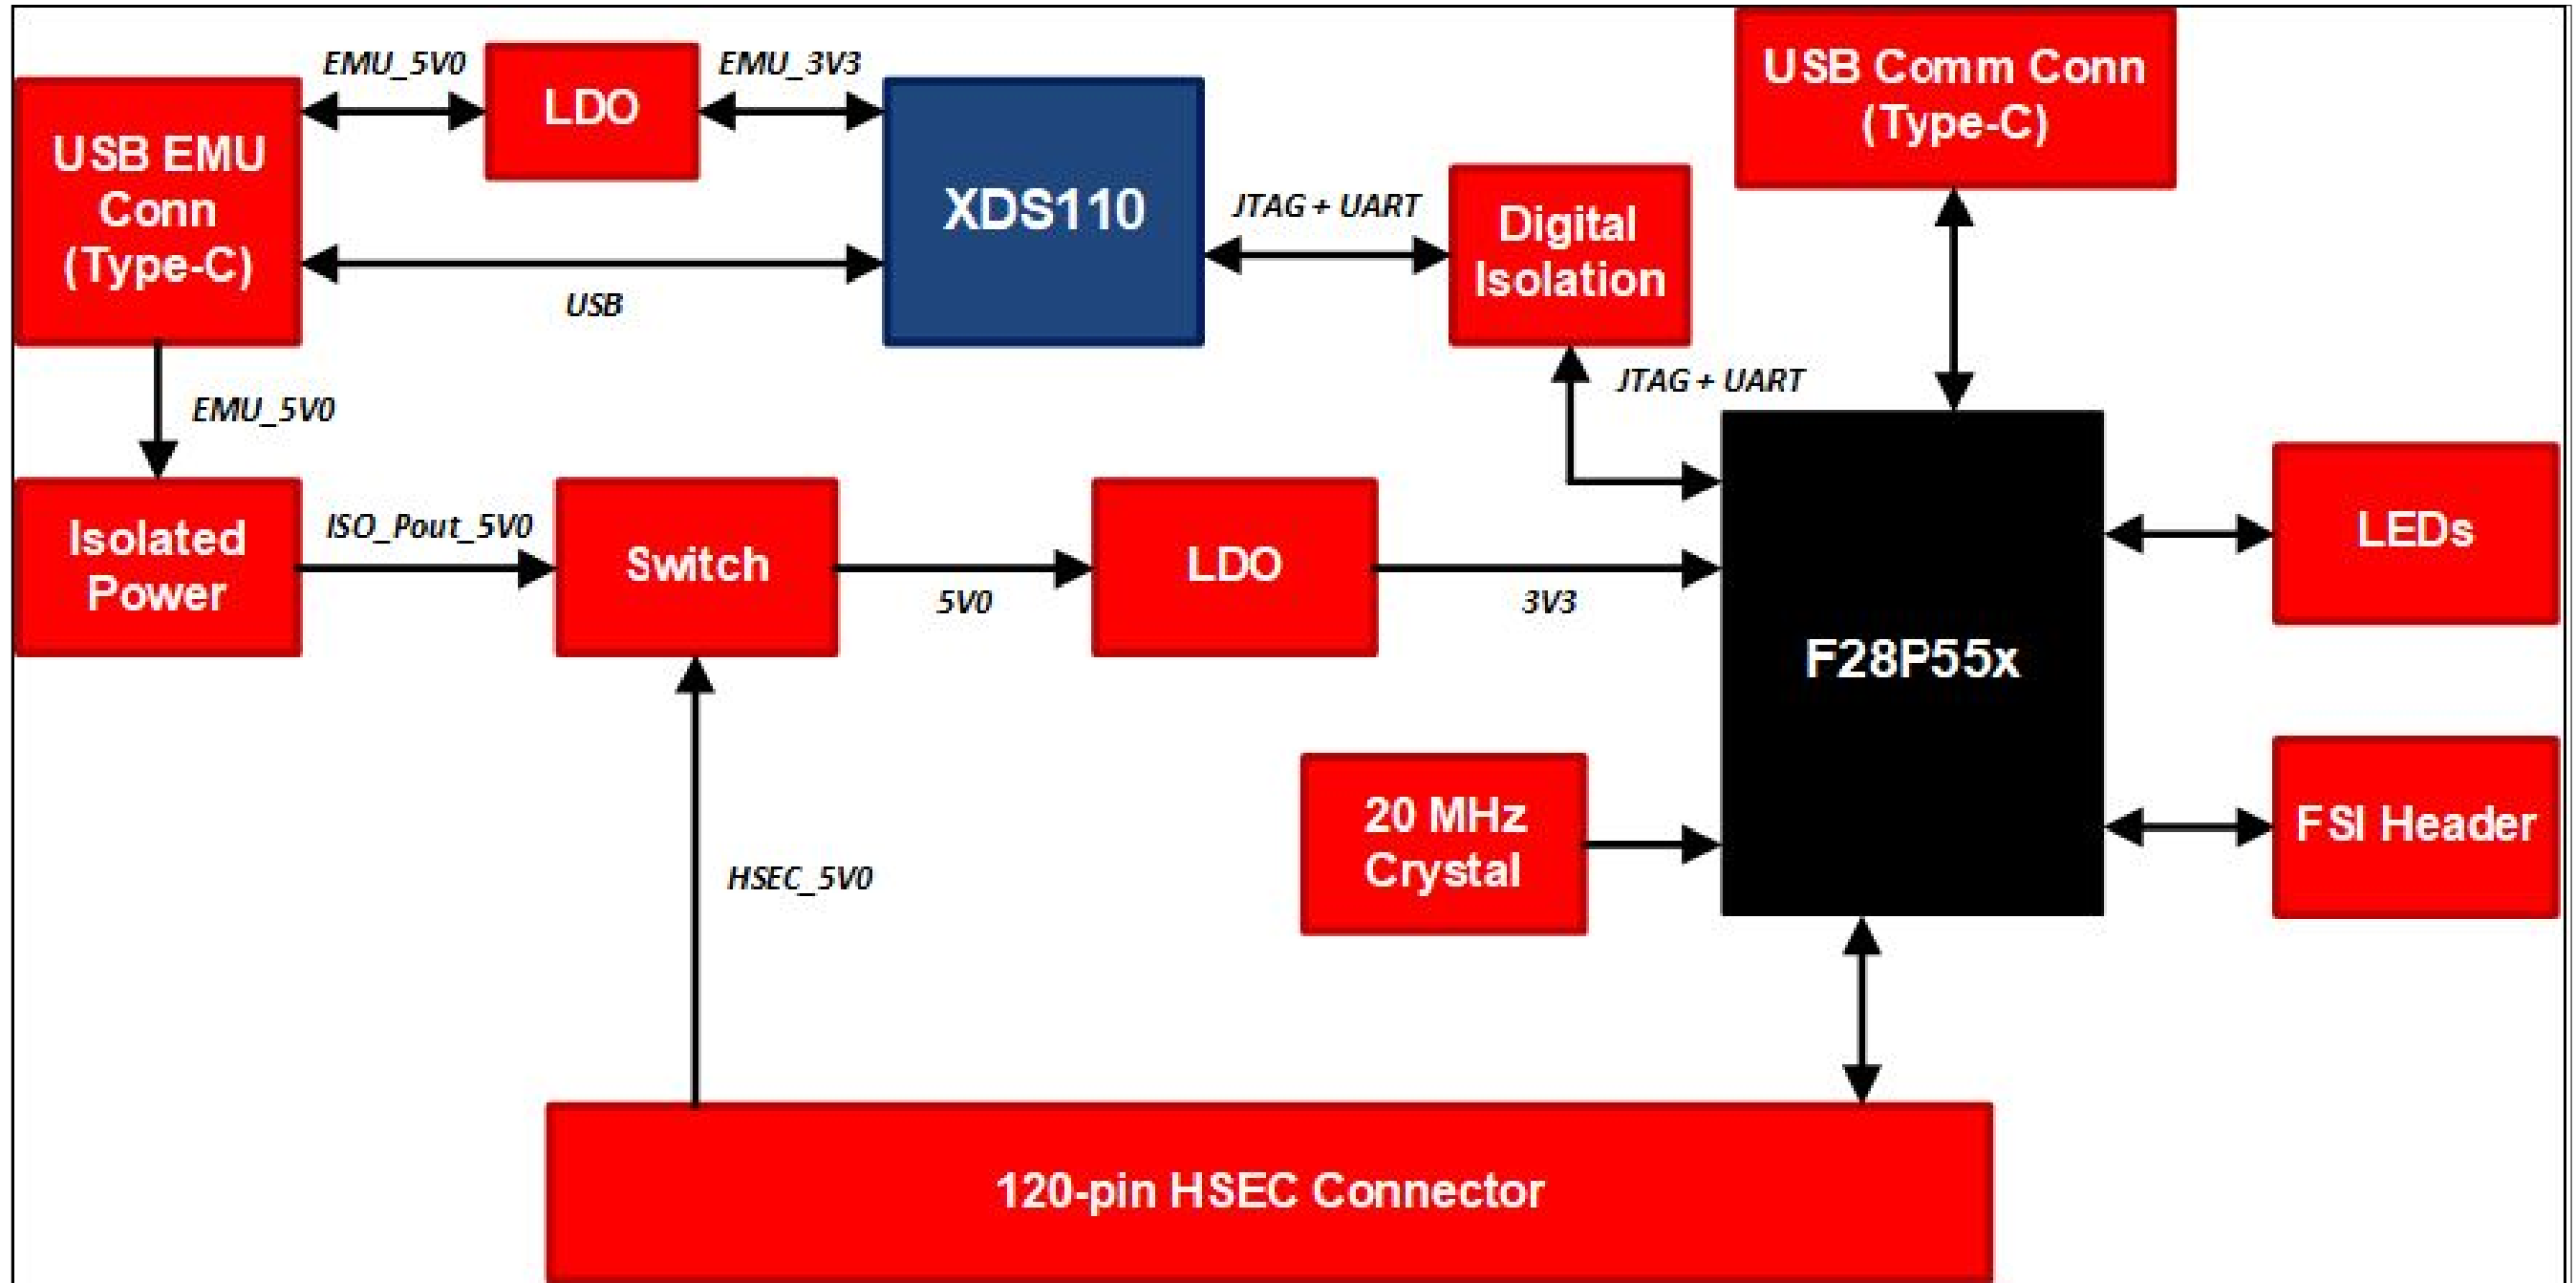 EMU_5V0
LDO
EMU_3V3
USB EMU
Conn
(Type-C)
XDS110
USB
JTAG + UART
Digital
Isolation
USB Comm Conn
(Type-C)
JTAG + UART
EMU_5V0
Isolated
Power
ISO_Pout_5V0
Switch
5V0
LDO
3V3
F28P55x
LEDs
20 MHz
Crystal
FSI Header
HSEC_5V0
120-pin HSEC Connector